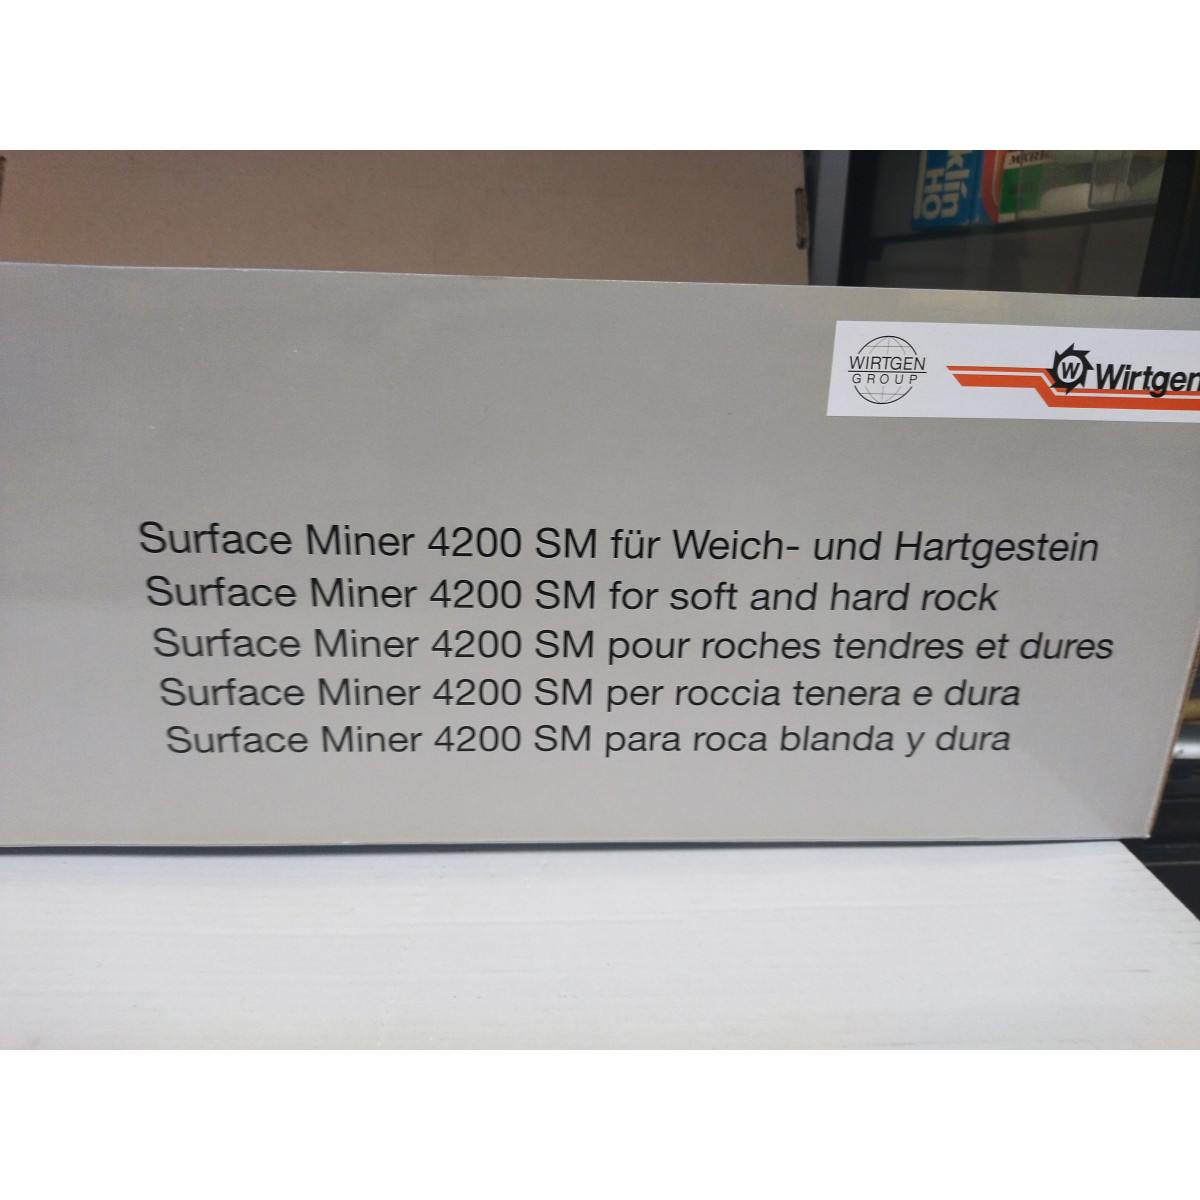 klin
HO
WIRTGEN
GROUP
W Wirtgen
Surface Miner 4200 SM für Weich- und Hartgestein
Surface Miner 4200 SM for soft and hard rock
Surface Miner 4200 SM pour roches tendres et dures
Surface Miner 4200 SM per roccia tenera e dura
Surface Miner 4200 SM para roca blanda y dura